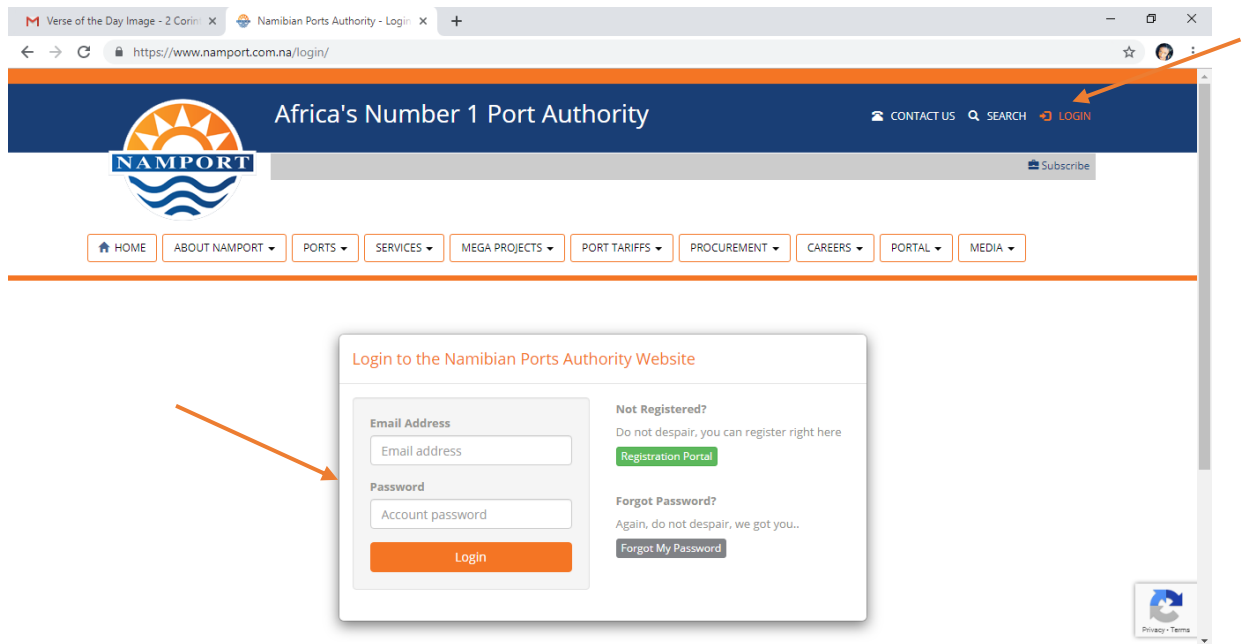 Verse of the Day Image - 2 Corint
Namibian Ports Authority - Login
https://www.namport.com.na/login/
Africa's Number 1 Port Authority
CONTACT US SEARCH LOGIN
NAMPORT
Subscribe
HOME ABOUT NAMPORT PORTS SERVICES MEGA PROJECTS PORT TARIFFS PROCUREMENT CAREERS PORTAL MEDIA
Login to the Namibian Ports Authority Website
Email Address
Email address
Password
Account password
Login
Not Registered?
Do not despair, you can register right here
Registration Portal
Forgot Password?
Again, do not despair, we got you..
Forgot My Password
Privacy - Terms